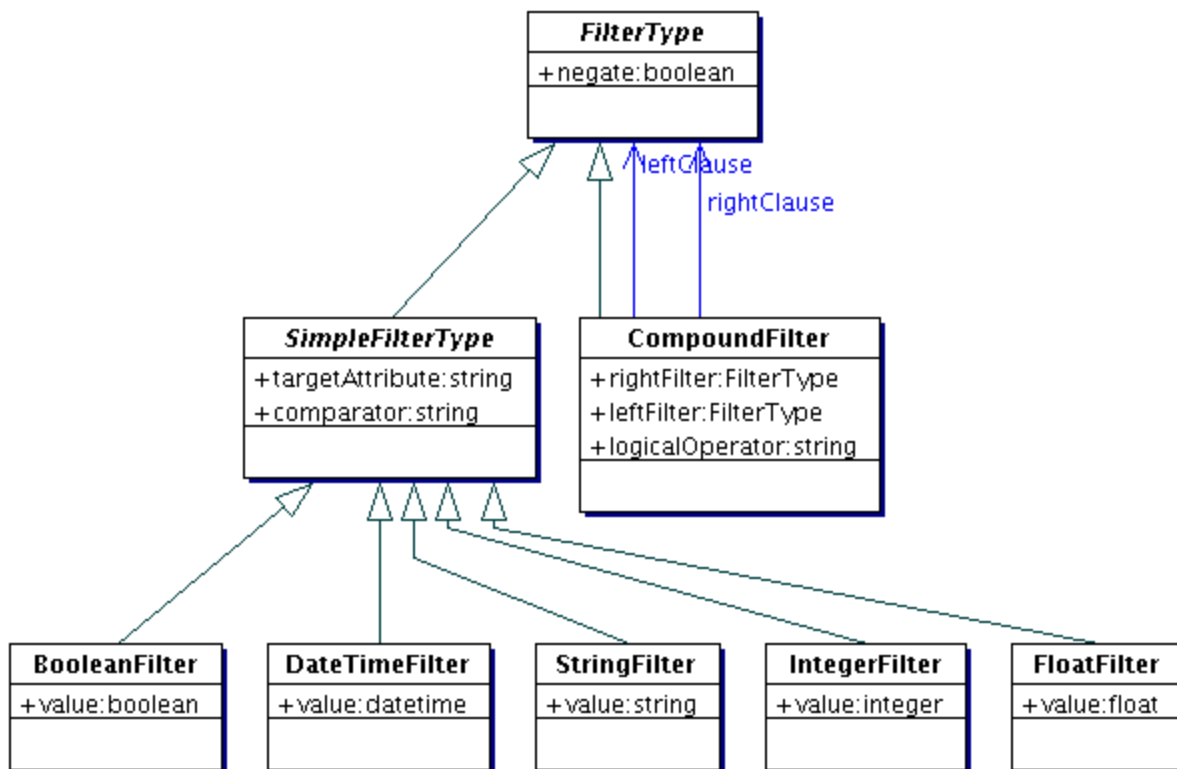 FilterType
+negate:boolean
leftClause
rightClause
SimpleFilterType
+targetAttribute:string
+comparator:string
CompoundFilter
+rightFilter:FilterType
+leftFilter:FilterType
+logicalOperator:string
BooleanFilter
+value:boolean
DateTimeFilter
+value:datetime
StringFilter
+value:string
IntegerFilter
+value:integer
FloatFilter
+value:float